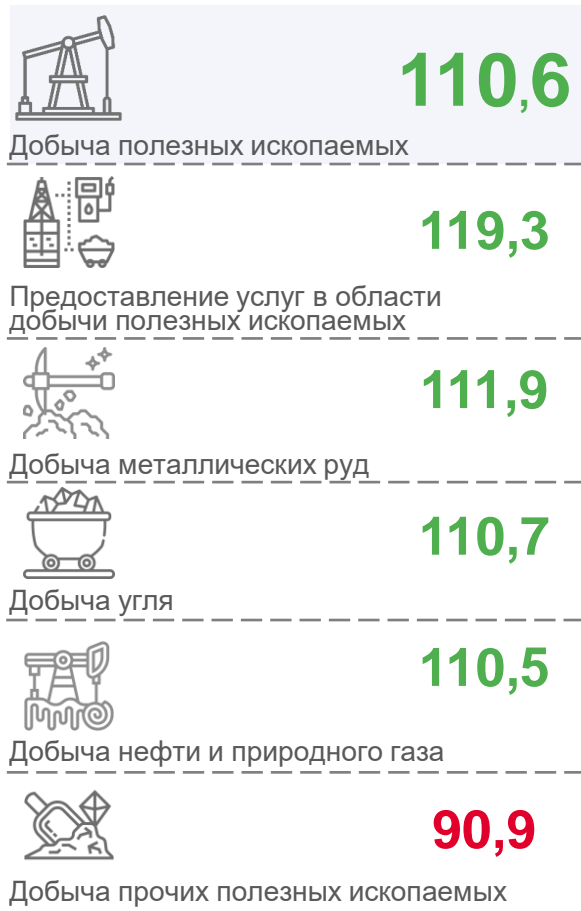 110,6
Добыча полезных ископаемых
119,3
Предоставление услуг в области
добычи полезных ископаемых
111,9
Добыча металлических руд
110,7
Добыча угля
110,5
Добыча нефти и природного газа
90,9
Добыча прочих полезных ископаемых